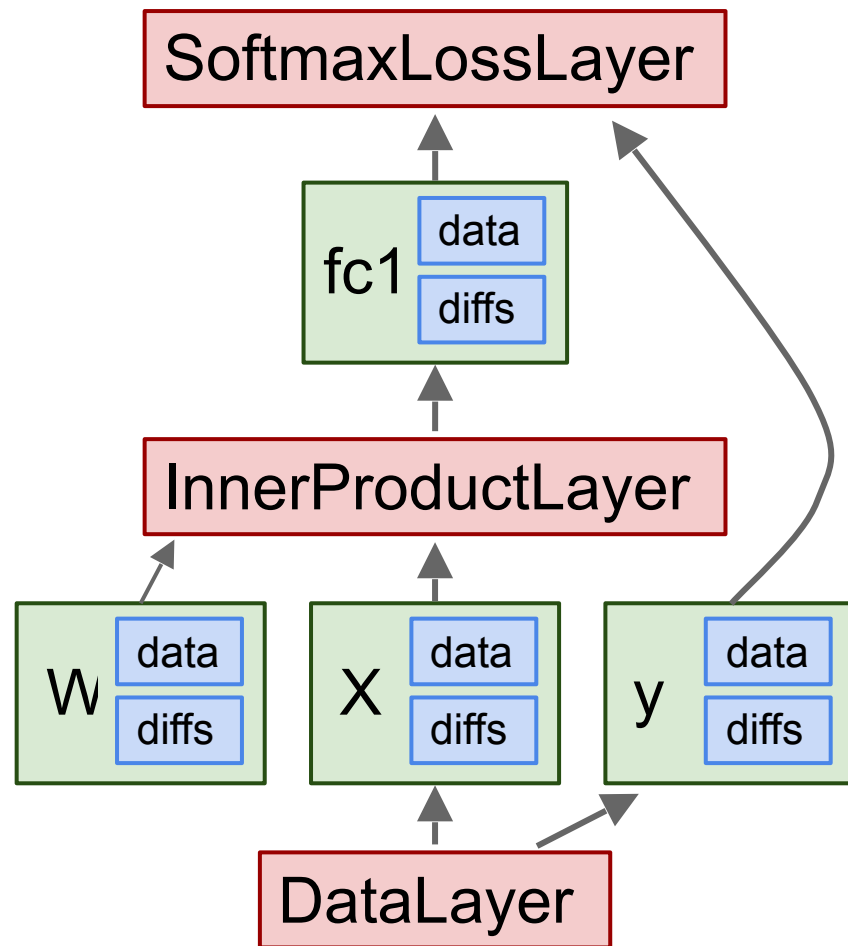 SoftmaxLossLayer
fc1
data
diffs
InnerProductLayer
W
data
diffs
X
data
diffs
y
data
diffs
DataLayer